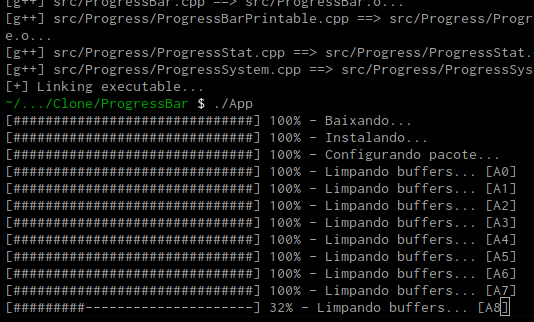 [g++] src/Progress/ProgressBar.cpp ==> src/Progress/ProgressBar.o...
[g++] src/Progress/ProgressBarPrintable.cpp ==> src/Progress/Progr
e.o...
[g++] src/Progress/ProgressStat.cpp ==> src/Progress/ProgressStat.
[g++] src/Progress/ProgressSystem.cpp ==> src/Progress/ProgressSys
[+] Linking executable...
~/.../Clone/ProgressBar $ ./App
[##############################] 100% - Baixando...
[##############################] 100% - Instalando...
[##############################] 100% - Configurando pacote...
[##############################] 100% - Limpando buffers... [A0]
[##############################] 100% - Limpando buffers... [A1]
[##############################] 100% - Limpando buffers... [A2]
[##############################] 100% - Limpando buffers... [A3]
[##############################] 100% - Limpando buffers... [A4]
[##############################] 100% - Limpando buffers... [A5]
[##############################] 100% - Limpando buffers... [A6]
[##############################] 100% - Limpando buffers... [A7]
[#########---------------------] 32% - Limpando buffers... [A8]